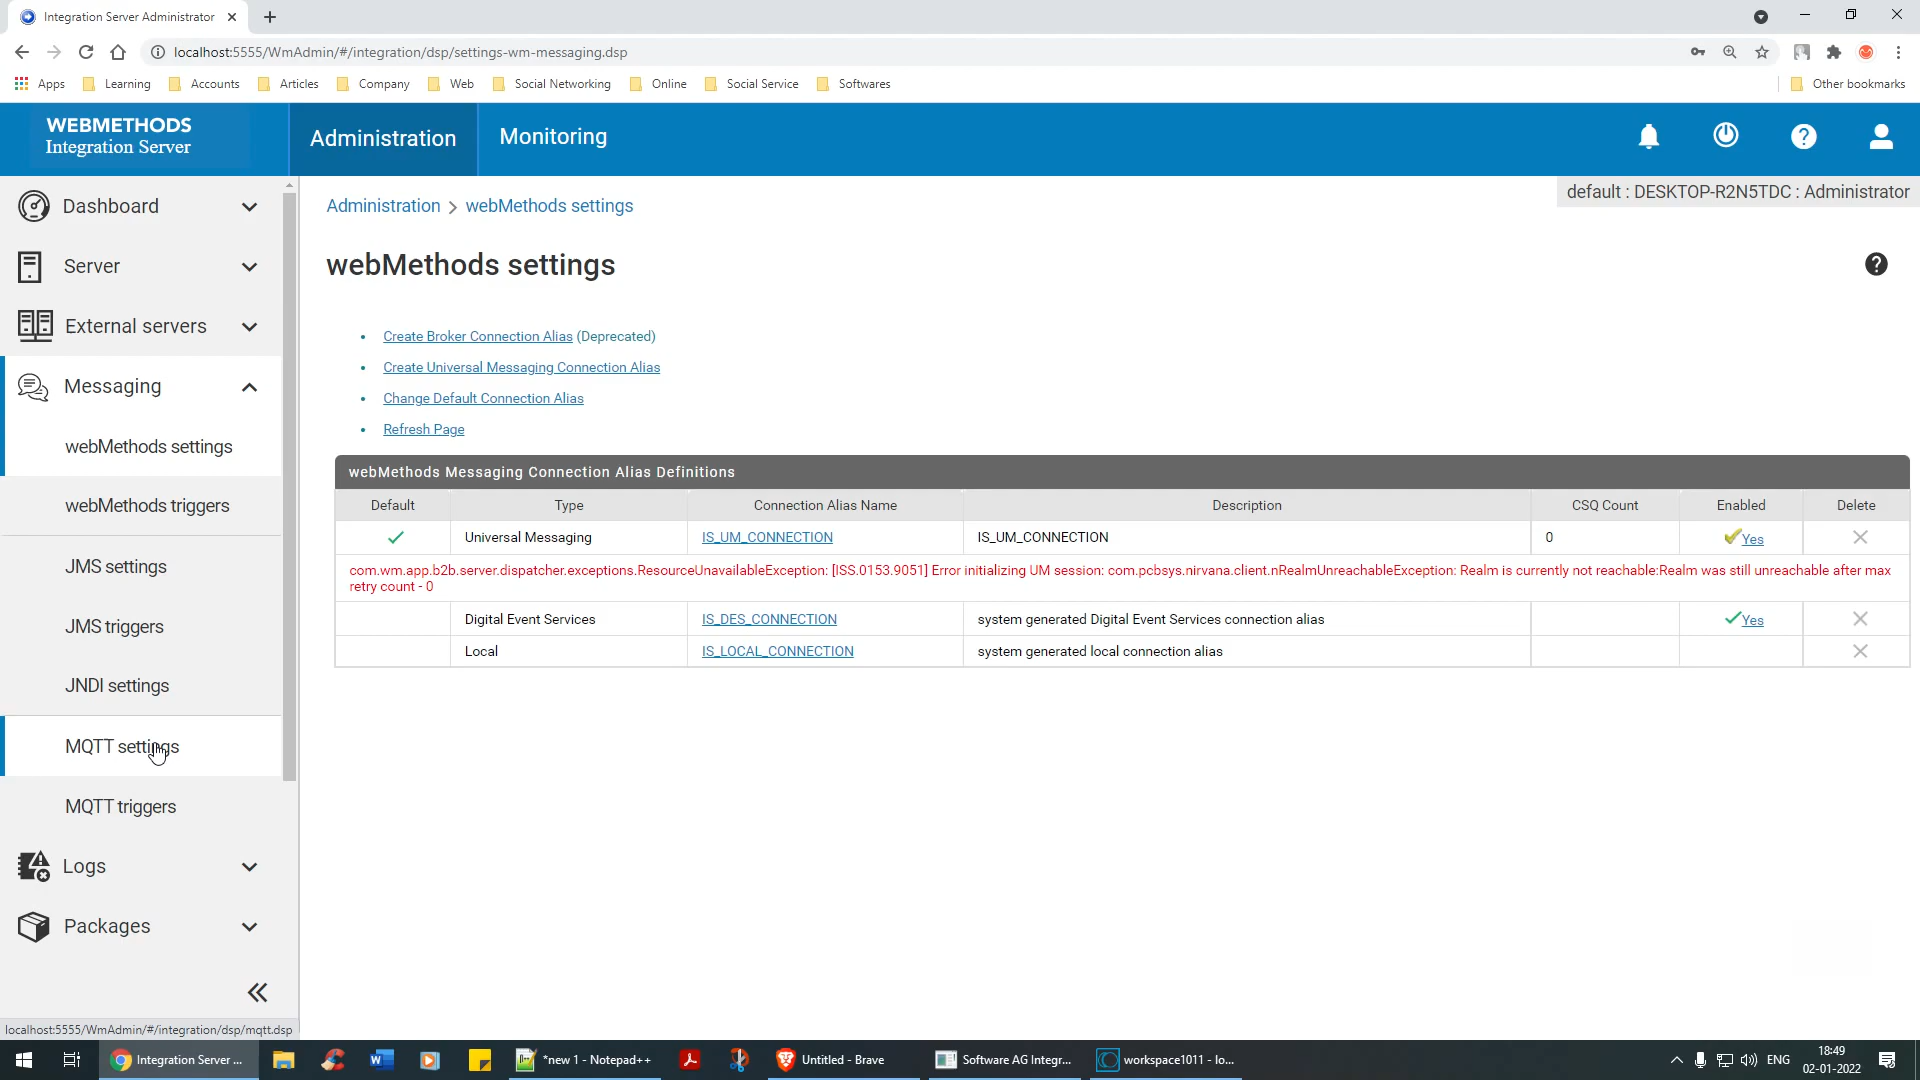 Integration Server Administrator
localhost:5555/WmAdmin/#/integration/dsp/settings-wm-messaging.dsp
Apps Learning Accounts Articles Company Web Social Networking Online Social Service Softwares Other bookmarks
WEBMETHODS
Integration Server
Administration Monitoring
default : DESKTOP-R2N5TDC : Administrator
Dashboard
Server
External servers
Messaging
webMethods settings
webMethods triggers
JMS settings
JMS triggers
JNDI settings
MQTT settings
MQTT triggers
Logs
Packages
Administration > webMethods settings
webMethods settings
• Create Broker Connection Alias (Deprecated)
• Create Universal Messaging Connection Alias
• Change Default Connection Alias
• Refresh Page
webMethods Messaging Connection Alias Definitions
Default Type Connection Alias Name Description CSQ Count Enabled Delete
Universal Messaging IS_UM_CONNECTION IS_UM_CONNECTION 0 Yes
com.wm.app.b2b.server.dispatcher.exceptions.ResourceUnavailableException: [ISS.0153.9051] Error initializing UM session: com.pcbsys.nirvana.client.nRealmUnreachableException: Realm is currently not reachable:Realm was still unreachable after max
retry count - 0
Digital Event Services IS_DES_CONNECTION system generated Digital Event Services connection alias Yes
Local IS_LOCAL_CONNECTION system generated local connection alias
localhost:5555/WmAdmin/#/integration/dsp/mqtt.dsp
Integration Server ... *new 1 - Notepad++ Untitled - Brave Software AG Integr... workspace1011 - Io... ENG
18:49
02-01-2022